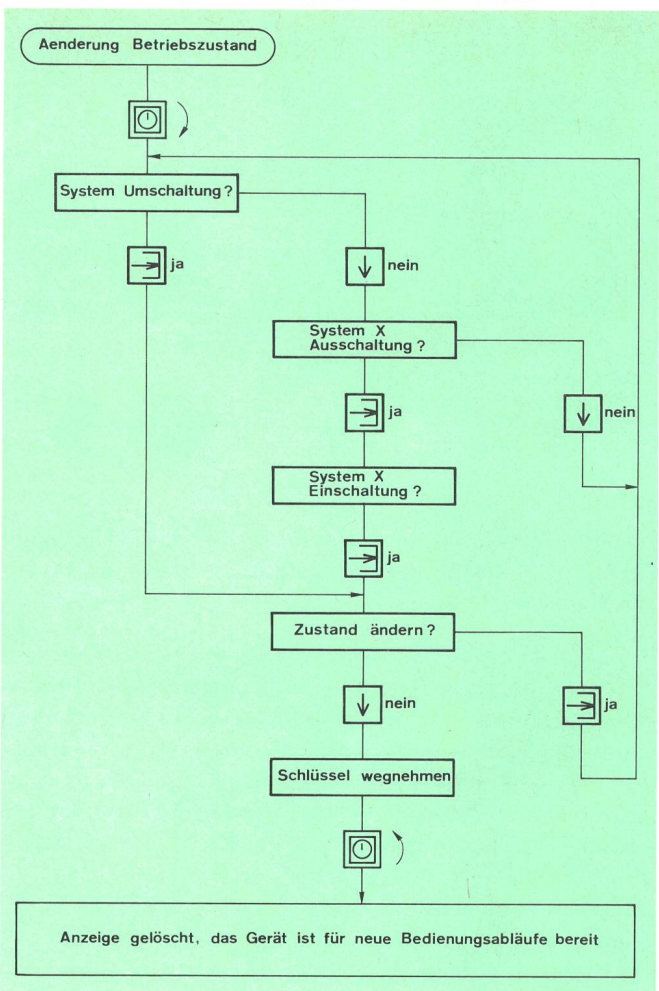 Aenderung Betriebszustand
System Umschaltung?
ja
nein
System X
Ausschaltung?
ja
nein
System X
Einschaltung?
ja
Zustand ändern?
nein
ja
Schlüssel wegnehmen
Anzeige gelöscht, das Gerät ist für neue Bedienungsabläufe bereit